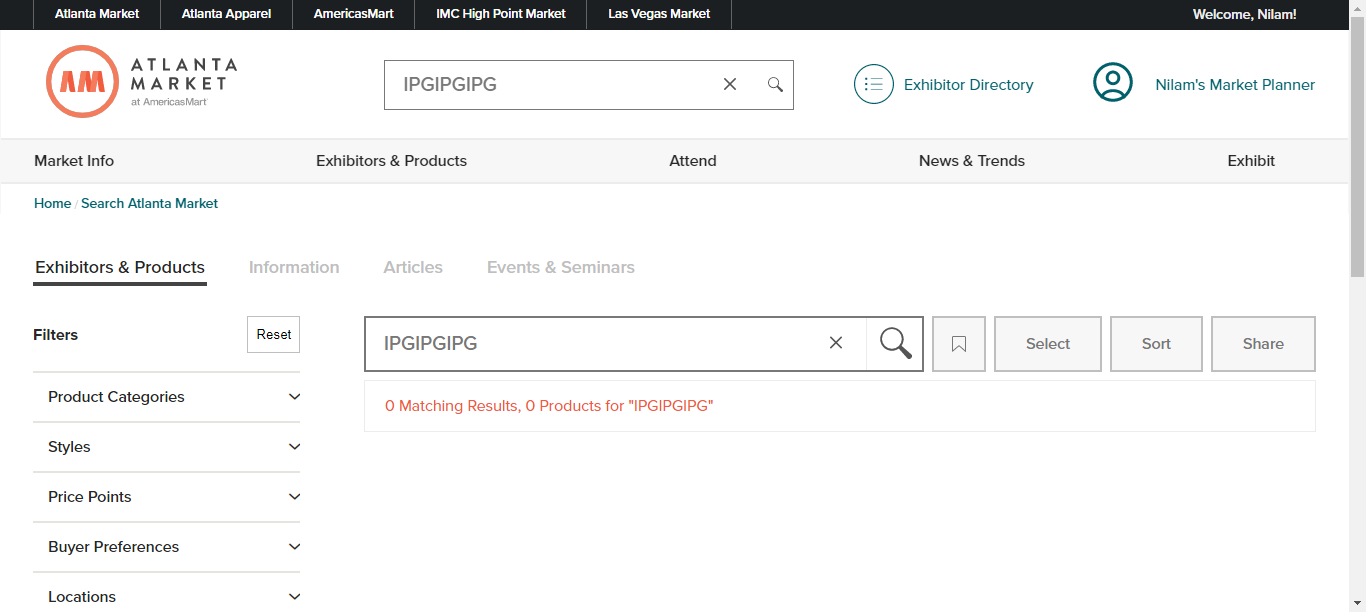 Atlanta Market Atlanta Apparel AmericasMart IMC High Point Market Las Vegas Market Welcome, Nilam!
AM ATLANTA
MARKET
at AmericasMart
IPGIPGIPG
Exhibitor Directory
Nilam's Market Planner
Market Info Exhibitors & Products Attend News & Trends Exhibit
Home / Search Atlanta Market
Exhibitors & Products Information Articles Events & Seminars
Filters Reset
IPGIPGIPG Select Sort Share
0 Matching Results, 0 Products for "IPGIPGIPG"
Product Categories
Styles
Price Points
Buyer Preferences
Locations